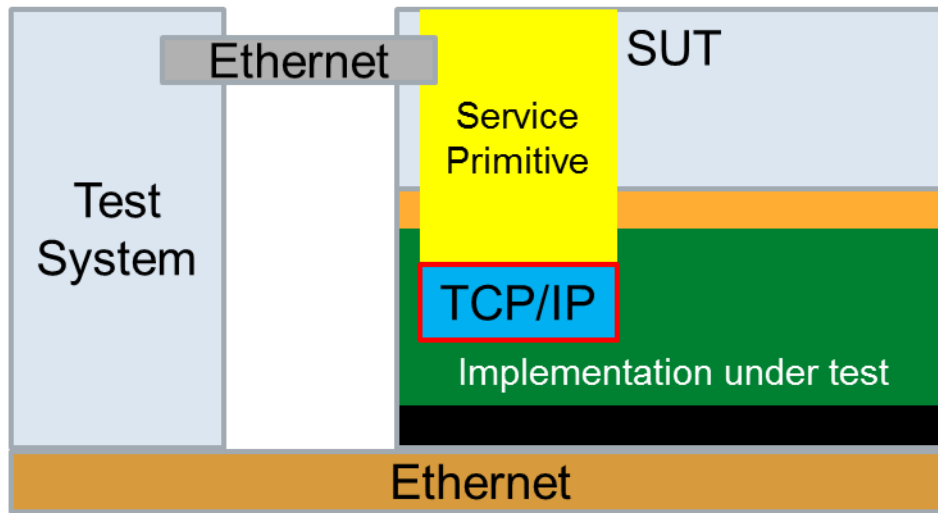 Ethernet
SUT
Service
Primitive
Test
System
TCP/IP
Implementation under test
Ethernet